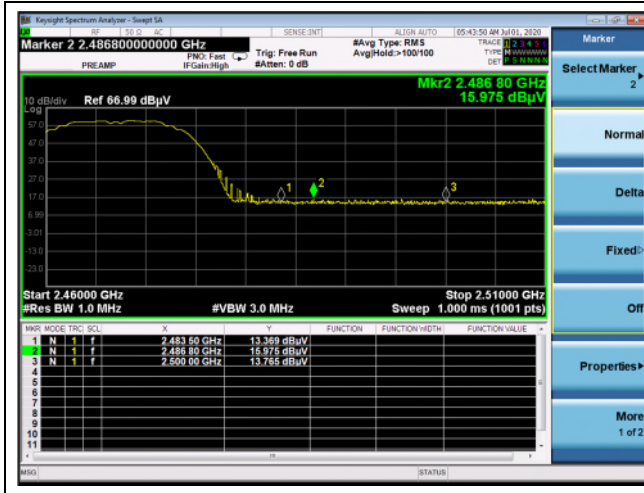 Keysight Spectrum Analyzer - Swept SA
RF 50 Ω AC SENSE:INT ALIGN AUTO 05:43:50 AM Jul 01, 2020
Marker 2 2.486800000000 GHz
PREAMP
PNO: Fast
IFGain:High
Trig: Free Run
#Atten: 0 dB
#Avg Type: RMS
Avg|Hold:>100/100
TRACE 1 2 3 4 5 6
TYPE M
DET P S N N N N
Mkr2 2.486 80 GHz
15.975 dBµV
10 dB/div Ref 66.99 dBµV
Log
57.0
47.0
37.0
27.0
17.0
6.99
-3.01
-13.0
-23.0
1
2
3
Start 2.46000 GHz Stop 2.51000 GHz
#Res BW 1.0 MHz #VBW 3.0 MHz Sweep 1.000 ms (1001 pts)
MKR MODE TRC SCL X Y FUNCTION FUNCTION WIDTH FUNCTION VALUE
1 N 1 f 2.483 50 GHz 13.369 dBµV
2 N 1 f 2.486 80 GHz 15.975 dBµV
3 N 1 f 2.500 00 GHz 13.765 dBµV
4
5
6
7
8
9
10
11
MSG STATUS
Marker
Select Marker
2
Normal
Delta
Fixed
Off
Properties
More
1 of 2